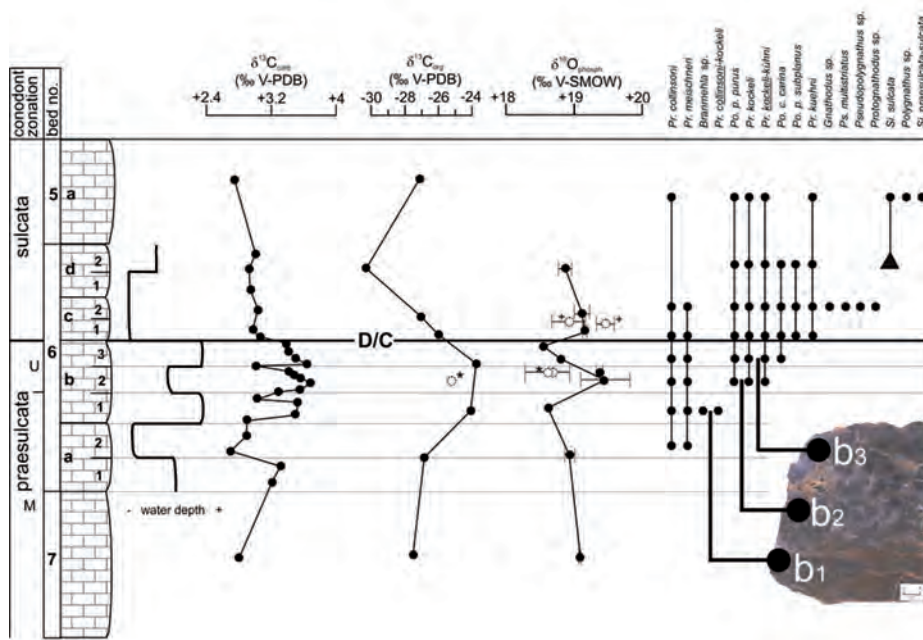 conodont zonation
bed no.
δ¹³Ccarb
(‰ V-PDB)
+2.4 +3.4 +4
δ¹³Corg
(‰ V-PDB)
-30 -28 -26 -24
δ¹⁸Ophosph
(‰ V-SMOW)
+18 +19 +20
Pr. collinsoni
Pr. meischneri
Branmehla sp.
Pr. collinsoni-kockeli
Po. p. purus
Pr. kockeli
Pr. kockeli-kühni
Po. c. carina
Po. p. subplanus
Pr. kuehni
Gnathodus sp.
Ps. multistriatus
Pseudopolygnathus sp.
Protognathodus sp.
Si. sulcata
Polygnathus sp.
sulcata
5 a
d 2
1
c 2
1
D/C
praesulcata
U
M
6
b 3
2
1
a 2
1
7
- water depth +
*
*
*
*
b3
b2
b1